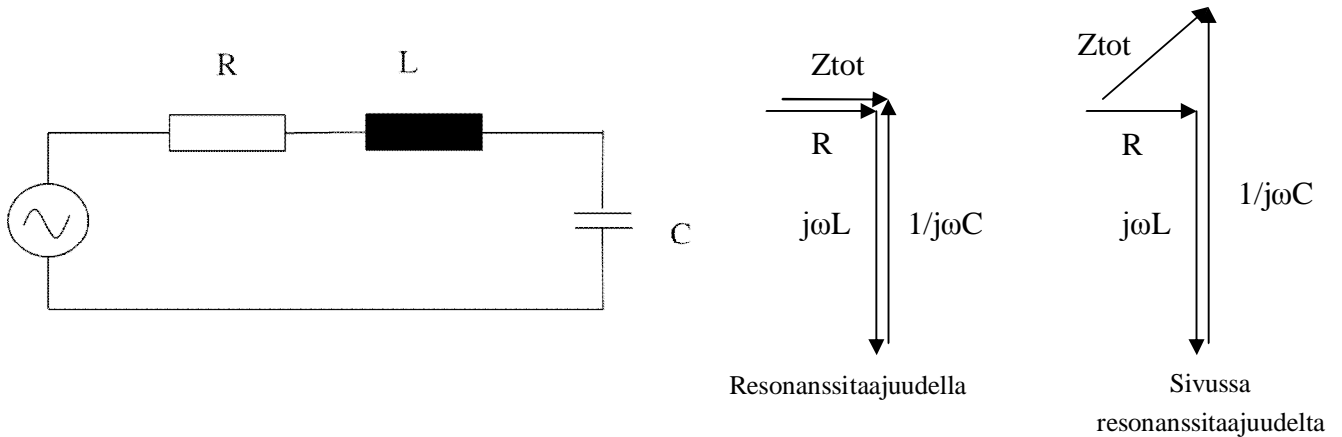 R
L
C
Ztot
R
jωL
1/jωC
Resonanssitaajuudella
Ztot
R
jωL
1/jωC
Sivussa
resonanssitaajuudelta